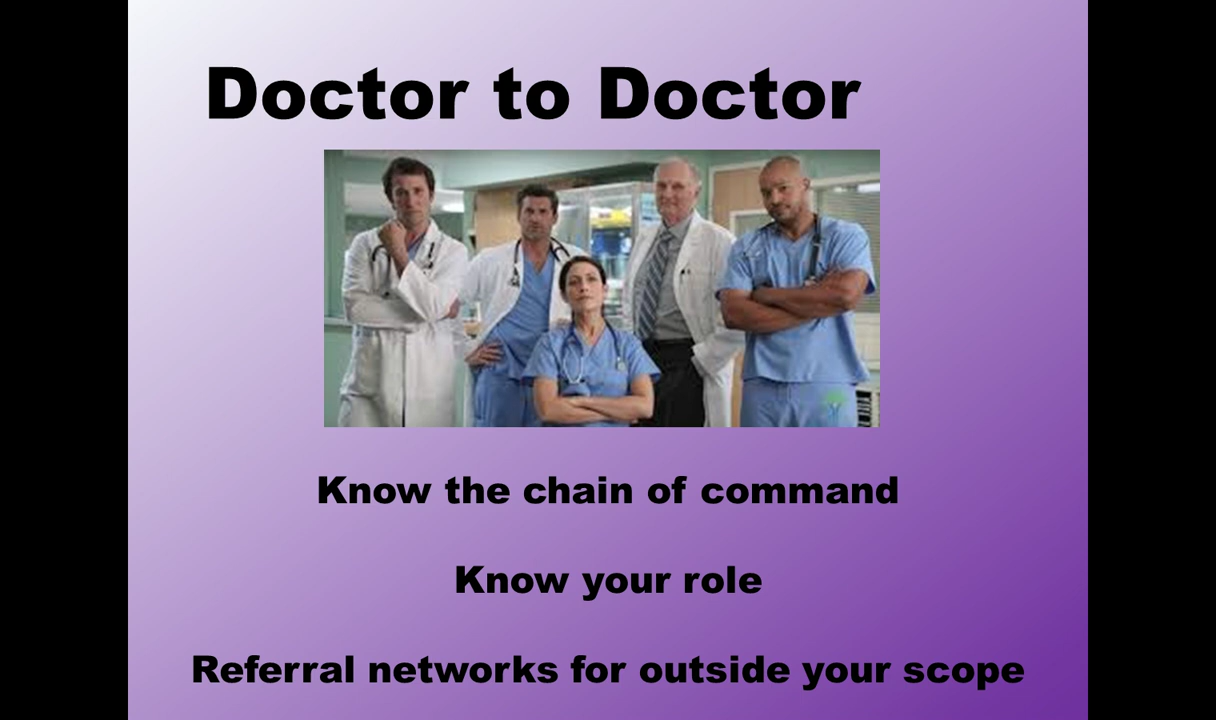 Doctor to Doctor
Know the chain of command
Know your role
Referral networks for outside your scope